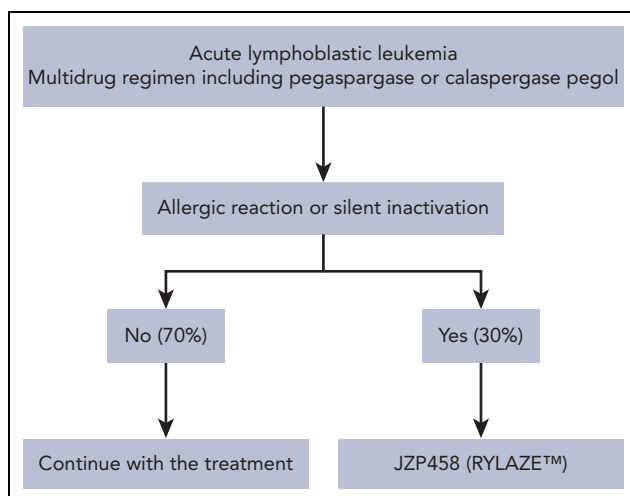 Acute lymphoblastic leukemia
Multidrug regimen including pegaspargase or calaspergase pegol
Allergic reaction or silent inactivation
No (70%)
Yes (30%)
Continue with the treatment
JZP458 (RYLAZE™)